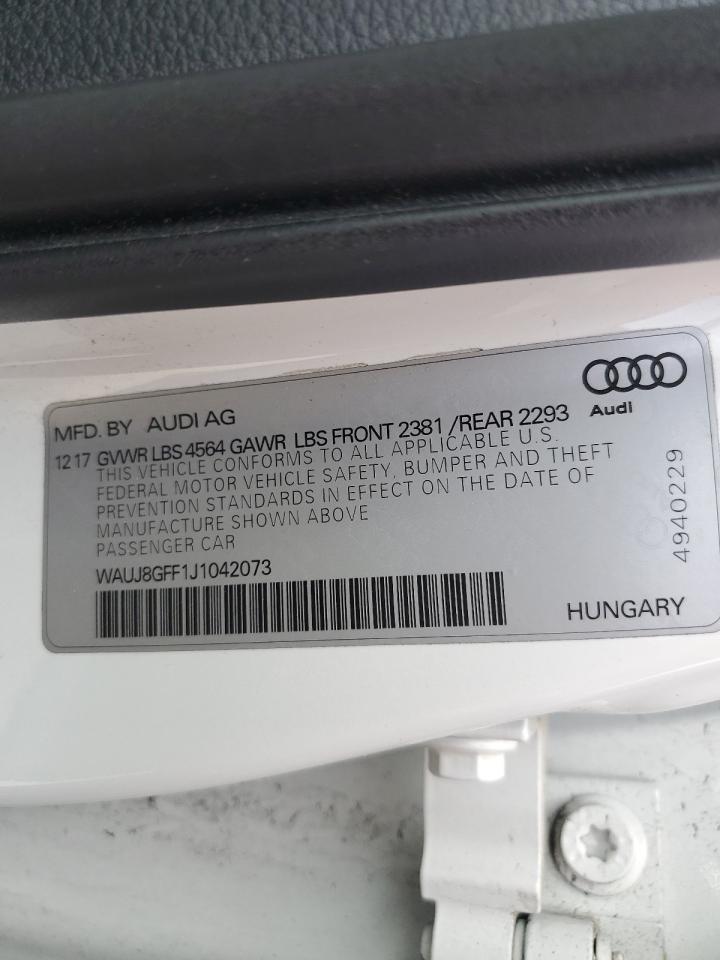 MFD. BY AUDI AG
Audi
12 17 GVWR LBS 4564 GAWR LBS FRONT 2381 /REAR 2293
THIS VEHICLE CONFORMS TO ALL APPLICABLE U.S.
FEDERAL MOTOR VEHICLE SAFETY, BUMPER AND THEFT
PREVENTION STANDARDS IN EFFECT ON THE DATE OF
MANUFACTURE SHOWN ABOVE
PASSENGER CAR
WAUJ8GFF1J1042073
HUNGARY
4940229